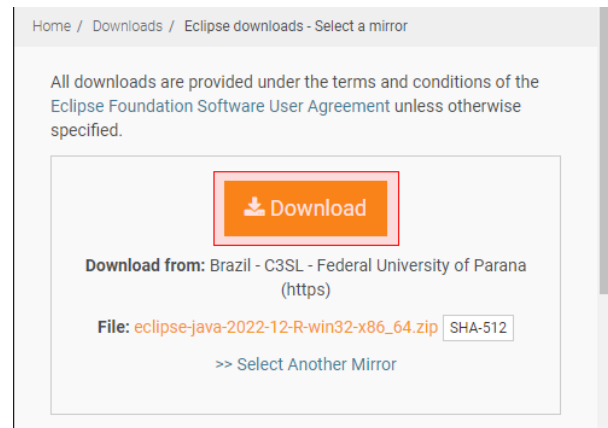 Home / Downloads / Eclipse downloads - Select a mirror
All downloads are provided under the terms and conditions of the
Eclipse Foundation Software User Agreement unless otherwise
specified.
Download
Download from: Brazil - C3SL - Federal University of Parana
(https)
File: eclipse-java-2022-12-R-win32-x86_64.zip SHA-512
>> Select Another Mirror